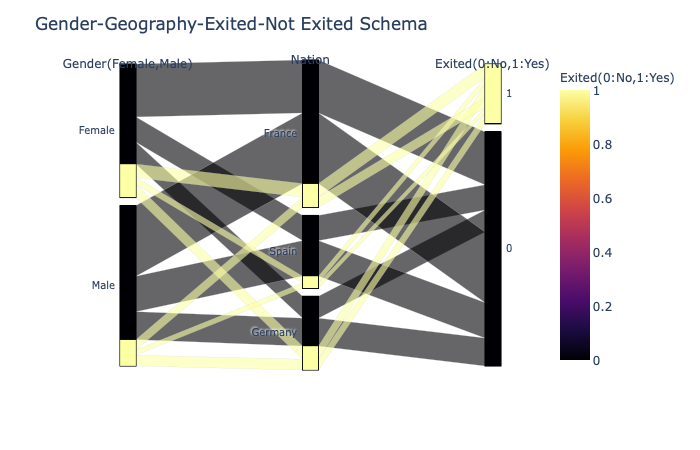 Gender-Geography-Exited-Not Exited Schema
Gender(Female,Male)
Nation
Exited(0:No,1:Yes)
Exited(0:No,1:Yes)
1
1
Female
France
0.8
0.6
Spain
0
Male
0.4
Germany
0.2
0